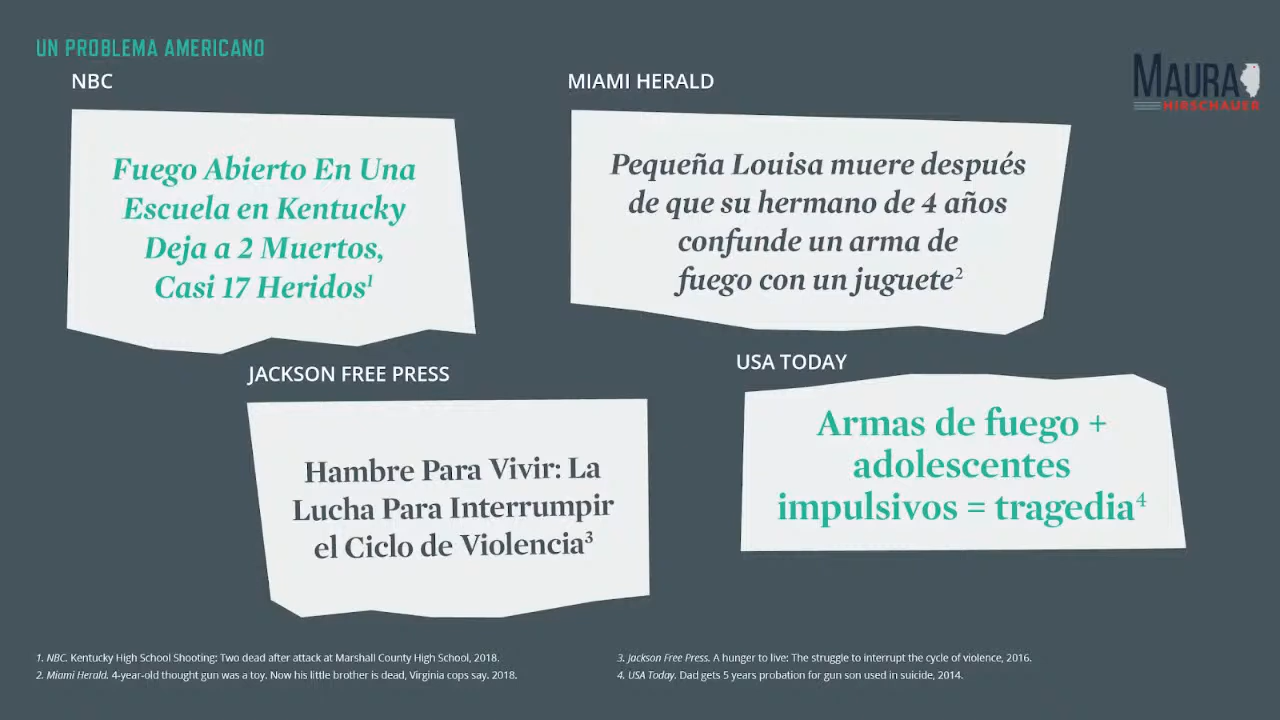 UN PROBLEMA AMERICANO
NBC
Fuego Abierto En Una
Escuela en Kentucky
Deja a 2 Muertos,
Casi 17 Heridos¹
MIAMI HERALD
Pequeña Louisa muere después
de que su hermano de 4 años
confunde un arma de
fuego con un juguete²
MAURA
HIRSCHAUER
JACKSON FREE PRESS
Hambre Para Vivir: La
Lucha Para Interrumpir
el Ciclo de Violencia³
USA TODAY
Armas de fuego +
adolescentes
impulsivos = tragedia⁴
1. NBC. Kentucky High School Shooting: Two dead after attack at Marshall County High School, 2018.
2. Miami Herald. 4-year-old thought gun was a toy. Now his little brother is dead, Virginia cops say. 2018.
3. Jackson Free Press. A hunger to live: The struggle to interrupt the cycle of violence, 2016.
4. USA Today. Dad gets 5 years probation for gun son used in suicide, 2014.